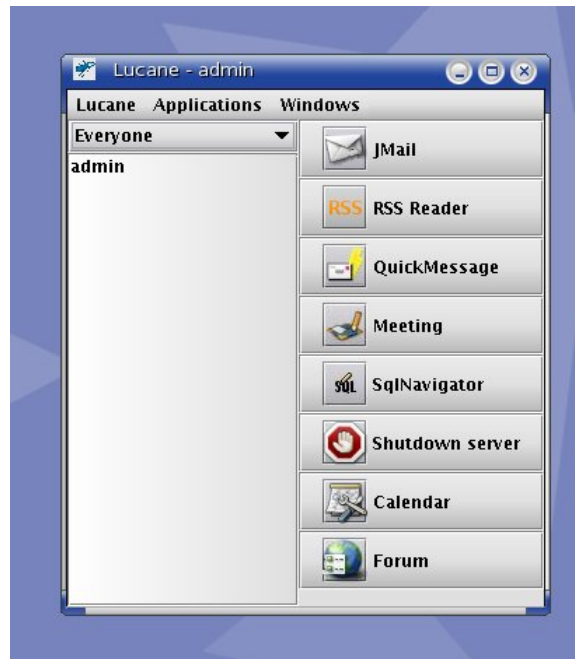 Lucane - admin
Lucane Applications Windows
Everyone
admin
JMail
RSS RSS Reader
QuickMessage
Meeting
SQL SqlNavigator
Shutdown server
Calendar
Forum